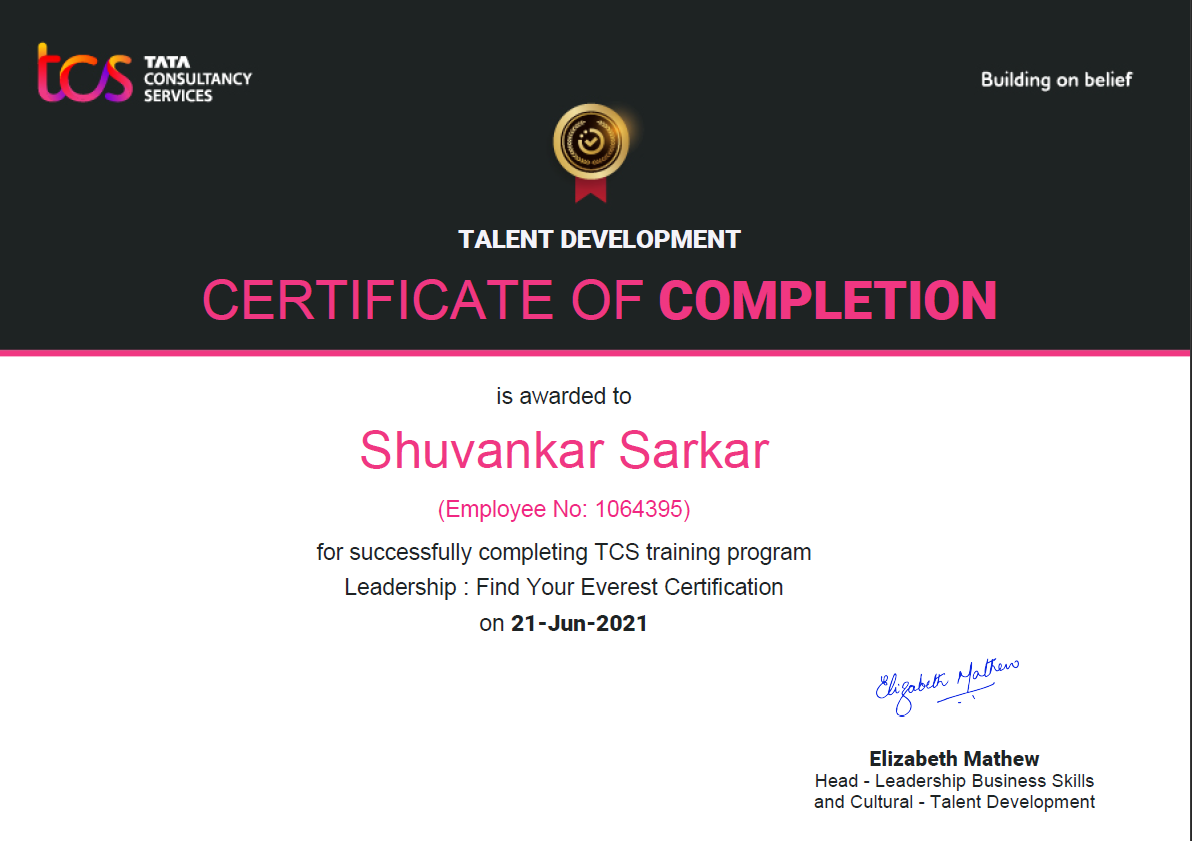 tcs TATA
CONSULTANCY
SERVICES
Building on belief
TALENT DEVELOPMENT
CERTIFICATE OF COMPLETION
is awarded to
Shuvankar Sarkar
(Employee No: 1064395)
for successfully completing TCS training program
Leadership : Find Your Everest Certification
on 21-Jun-2021
Elizabeth Mathew
Elizabeth Mathew
Head - Leadership Business Skills
and Cultural - Talent Development